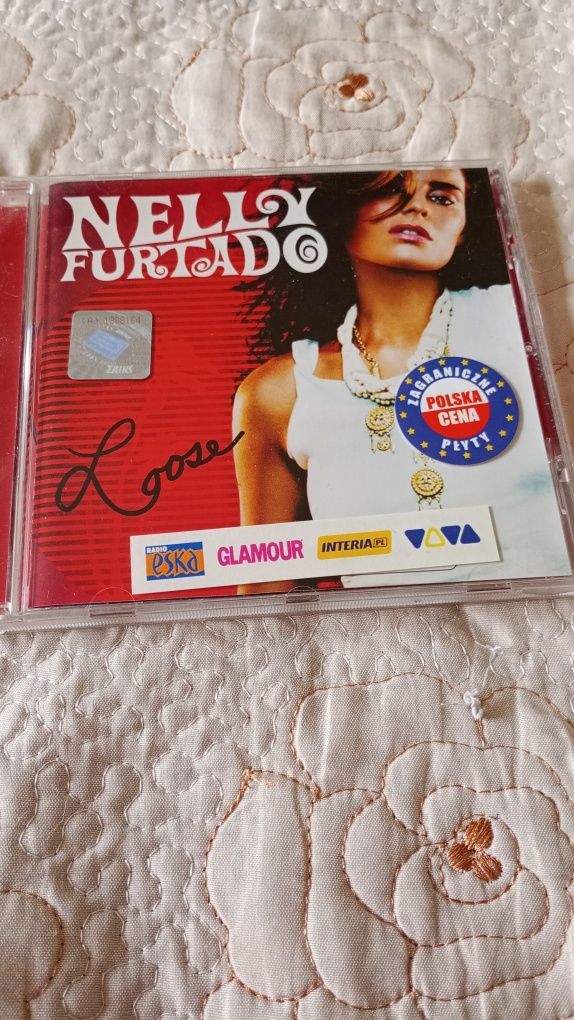 NELLY
FURTADO
ZAiKS
ZAGRANICZNE
POLSKA
CENA
PŁYTY
Loose
RADIO
eska
GLAMOUR
INTERIA.PL
VIVA